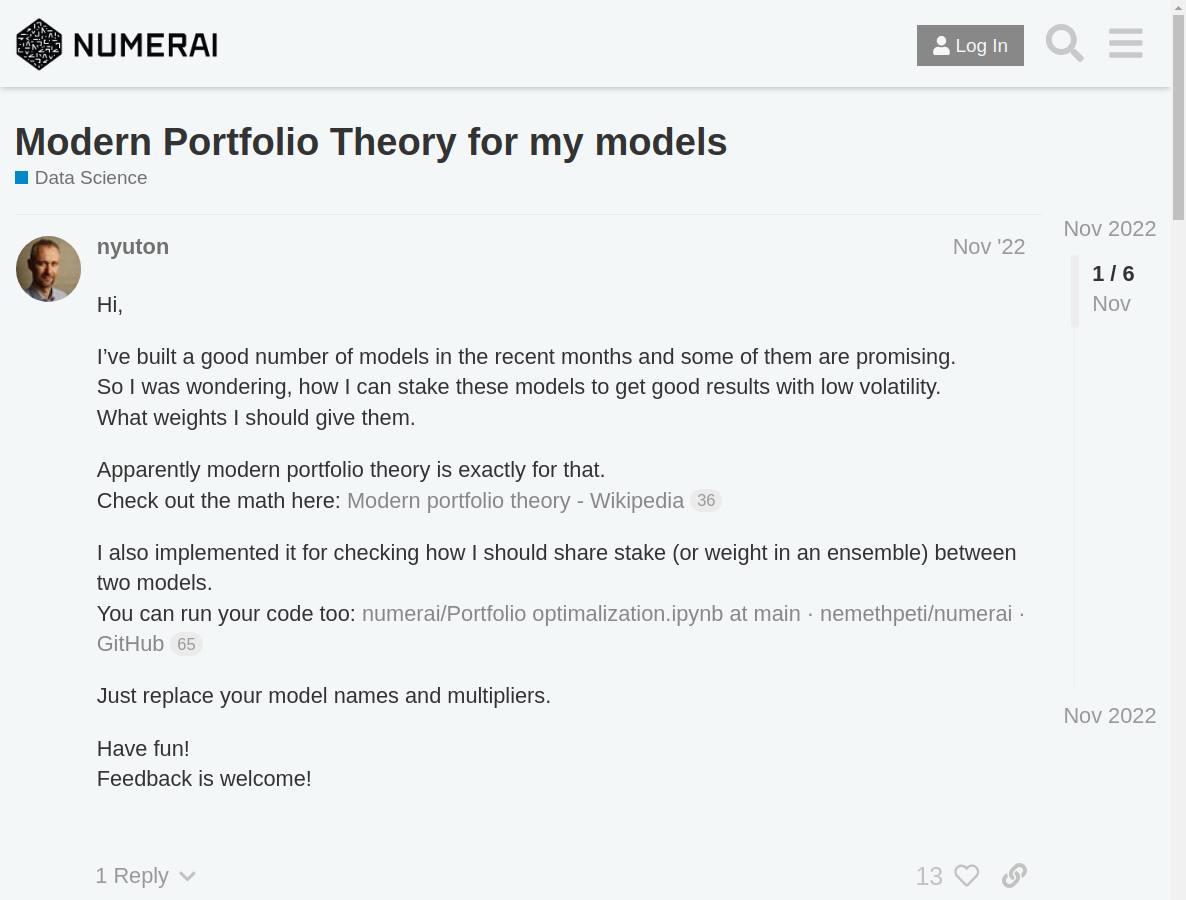 NUMERAI
Log In
Modern Portfolio Theory for my models
Data Science
nyuton
Nov '22
Hi,
I’ve built a good number of models in the recent months and some of them are promising.
So I was wondering, how I can stake these models to get good results with low volatility.
What weights I should give them.
Apparently modern portfolio theory is exactly for that.
Check out the math here: Modern portfolio theory - Wikipedia 36
I also implemented it for checking how I should share stake (or weight in an ensemble) between
two models.
You can run your code too: numerai/Portfolio optimalization.ipynb at main · nemethpeti/numerai ·
GitHub 65
Just replace your model names and multipliers.
Have fun!
Feedback is welcome!
1 Reply
13
Nov 2022
1 / 6
Nov
Nov 2022